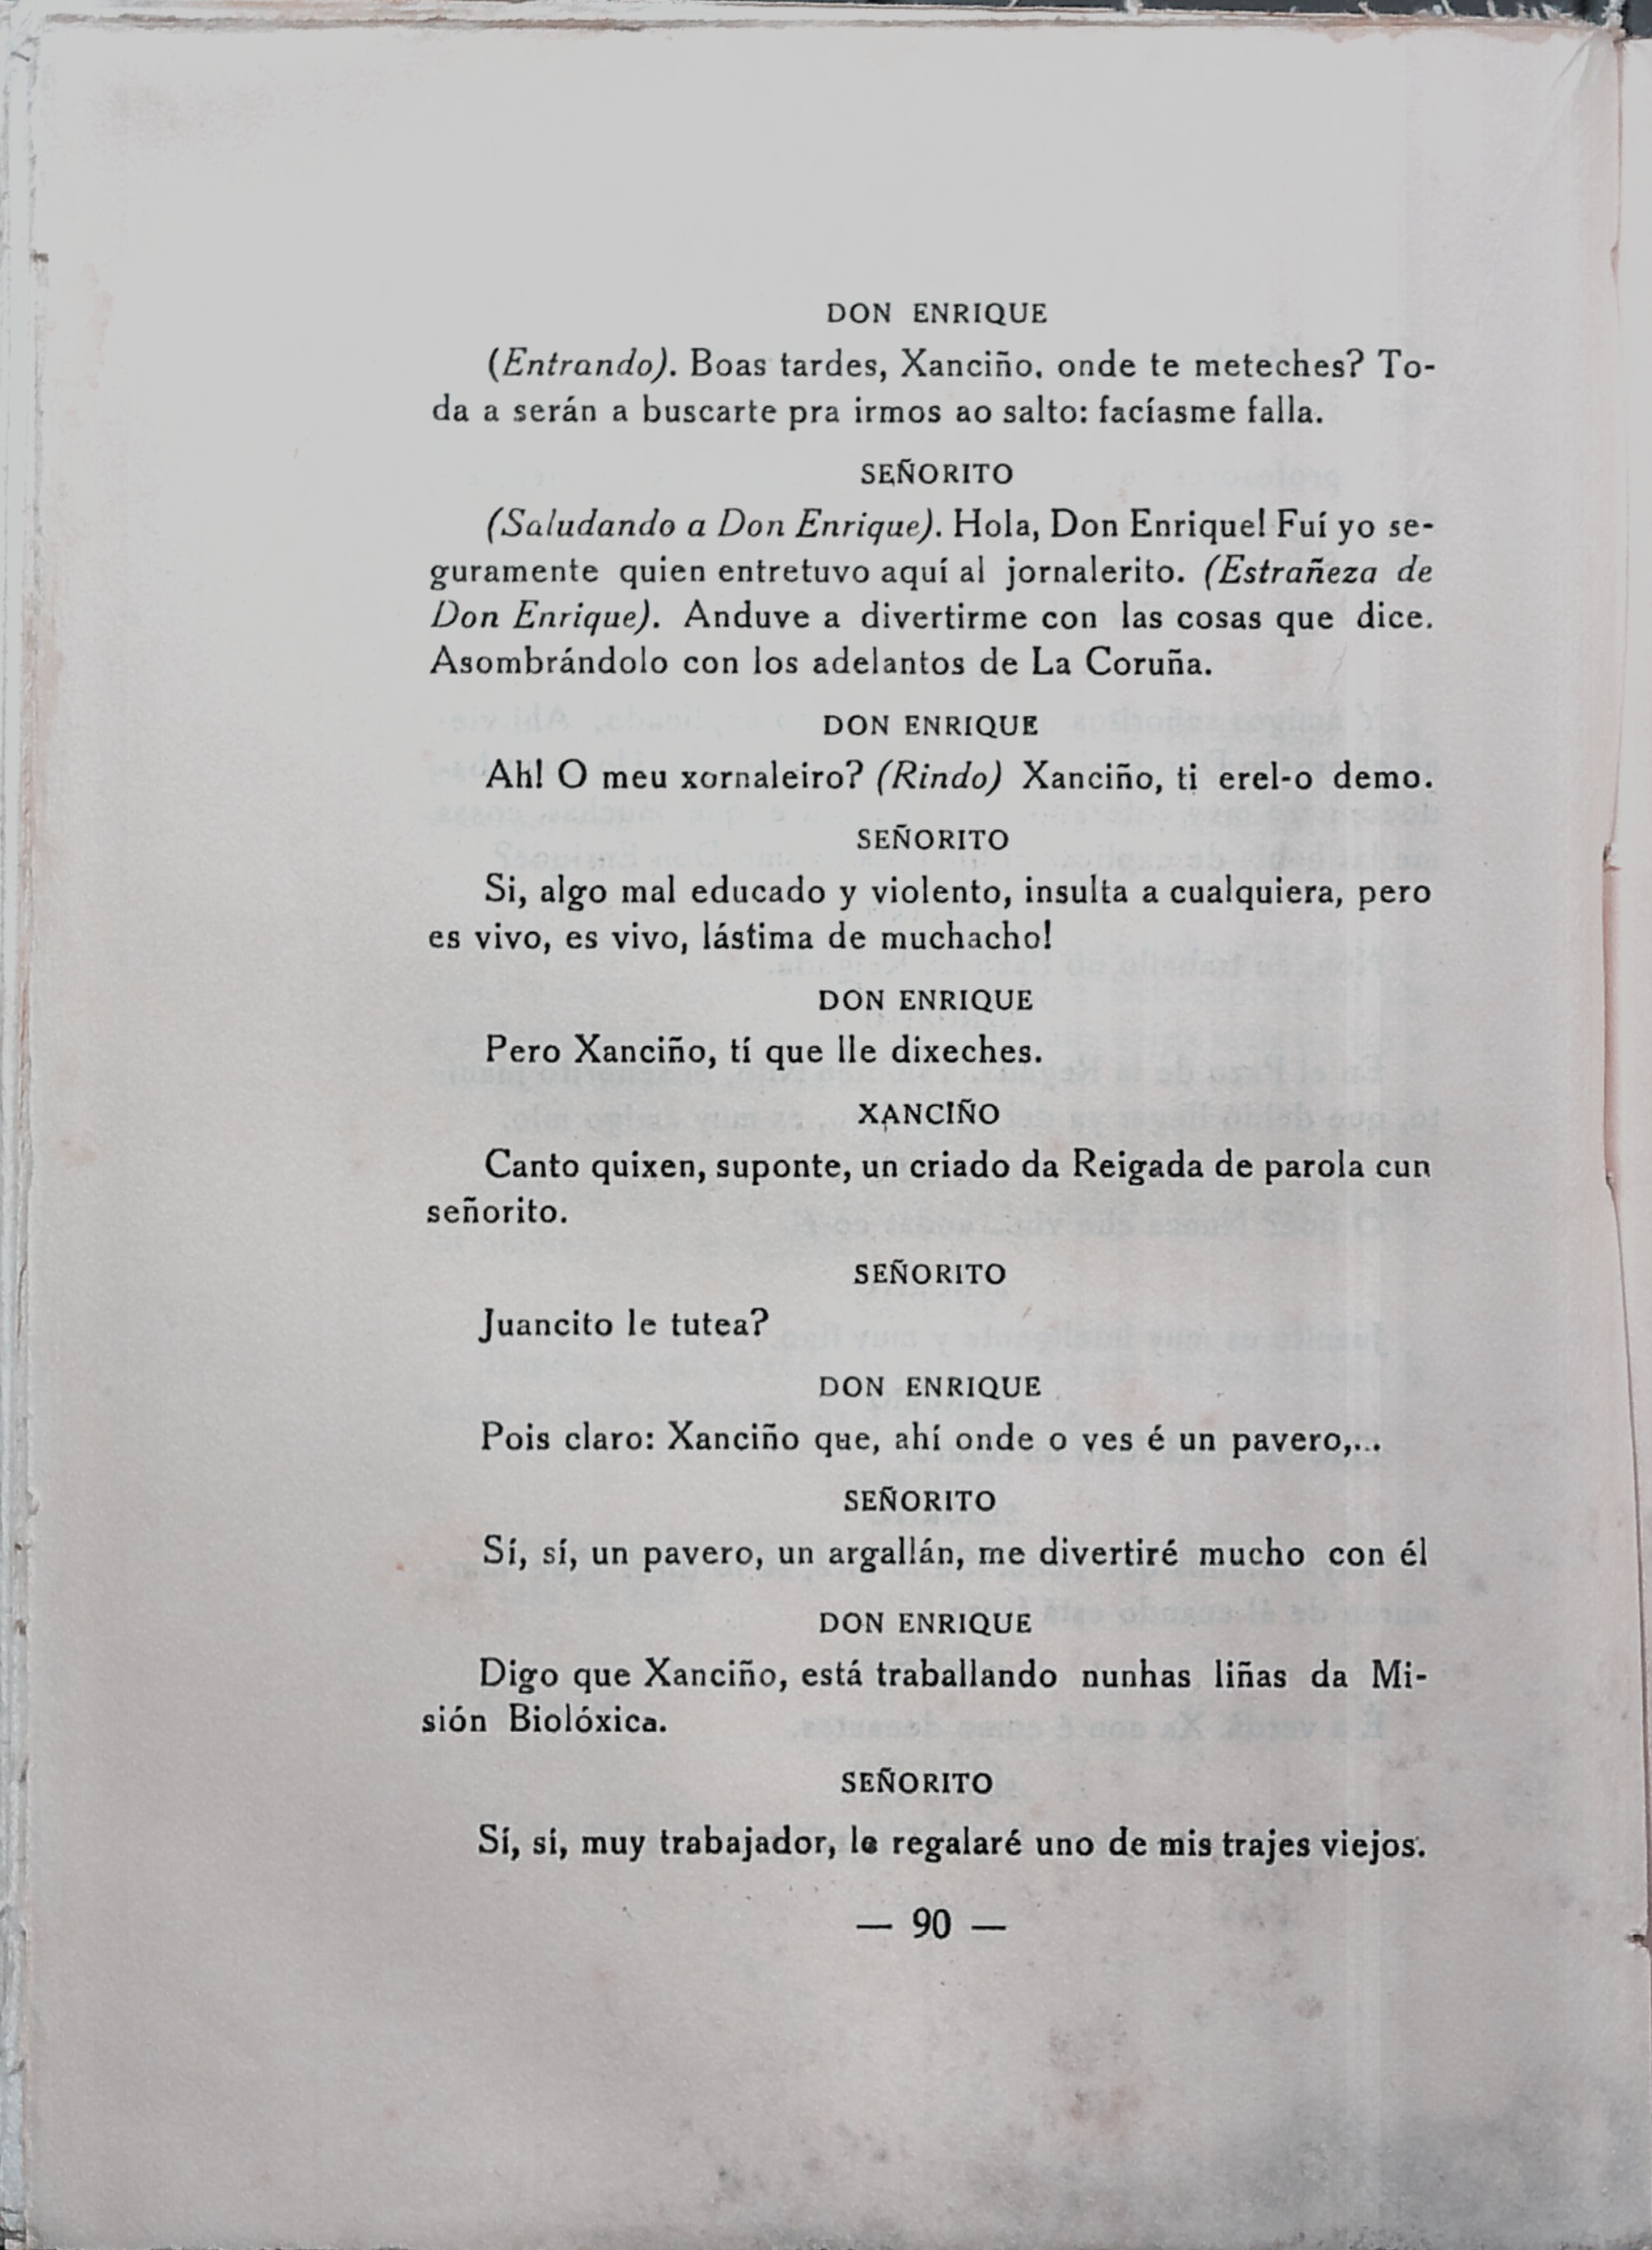 DON ENRIQUE
(Entrando). Boas tardes, Xanciño, onde te meteches? To-
da a serán a buscarte pra irmos ao salto: facíasme falla.
SEÑORITO
(Saludando a Don Enrique). Hola, Don Enrique! Fuí yo se-
guramente quien entretuvo aquí al jornalerito. (Estrañeza de
Don Enrique). Anduve a divertirme con las cosas que dice.
Asombrándolo con los adelantos de La Coruña.
DON ENRIQUE
Ah! O meu xornaleiro? (Rindo) Xanciño, ti erel-o demo.
SEÑORITO
Si, algo mal educado y violento, insulta a cualquiera, pero
es vivo, es vivo, lástima de muchacho!
DON ENRIQUE
Pero Xanciño, tí que lle dixeches.
XANCIÑO
Canto quixen, suponte, un criado da Reigada de parola cun
señorito.
SEÑORITO
Juancito le tutea?
DON ENRIQUE
Pois claro: Xanciño que, ahí onde o ves é un pavero,...
SEÑORITO
Sí, sí, un pavero, un argallán, me divertiré mucho con él
DON ENRIQUE
Digo que Xanciño, está traballando nunhas liñas da Mi-
sión Biolóxica.
SEÑORITO
Sí, sí, muy trabajador, le regalaré uno de mis trajes viejos.
— 90 —